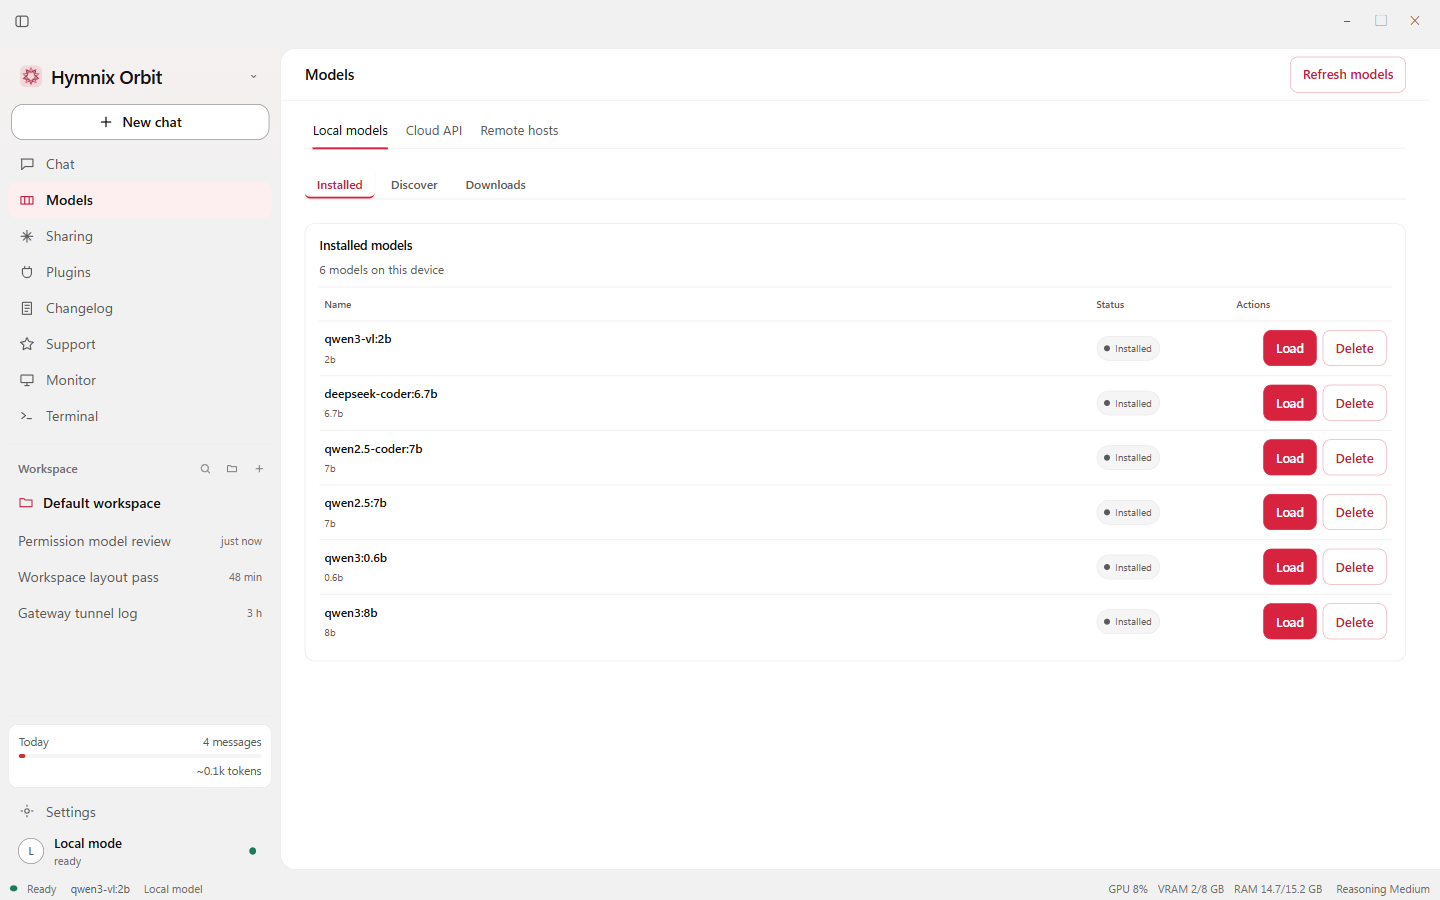 Hymnix Orbit
New chat
Chat
Models
Sharing
Plugins
Changelog
Support
Monitor
Terminal
Workspace
Default workspace
Permission model review just now
Workspace layout pass 48 min
Gateway tunnel log 3 h
Today 4 messages
~0.1k tokens
Settings
L
Local mode
ready
Models
Refresh models
Local models Cloud API Remote hosts
Installed Discover Downloads
Installed models
6 models on this device
Name Status Actions
qwen3-vl:2b
2b
Installed Load Delete
deepseek-coder:6.7b
6.7b
Installed Load Delete
qwen2.5-coder:7b
7b
Installed Load Delete
qwen2.5:7b
7b
Installed Load Delete
qwen3:0.6b
0.6b
Installed Load Delete
qwen3:8b
8b
Installed Load Delete
Ready qwen3-vl:2b Local model GPU 8% VRAM 2/8 GB RAM 14.7/15.2 GB Reasoning Medium